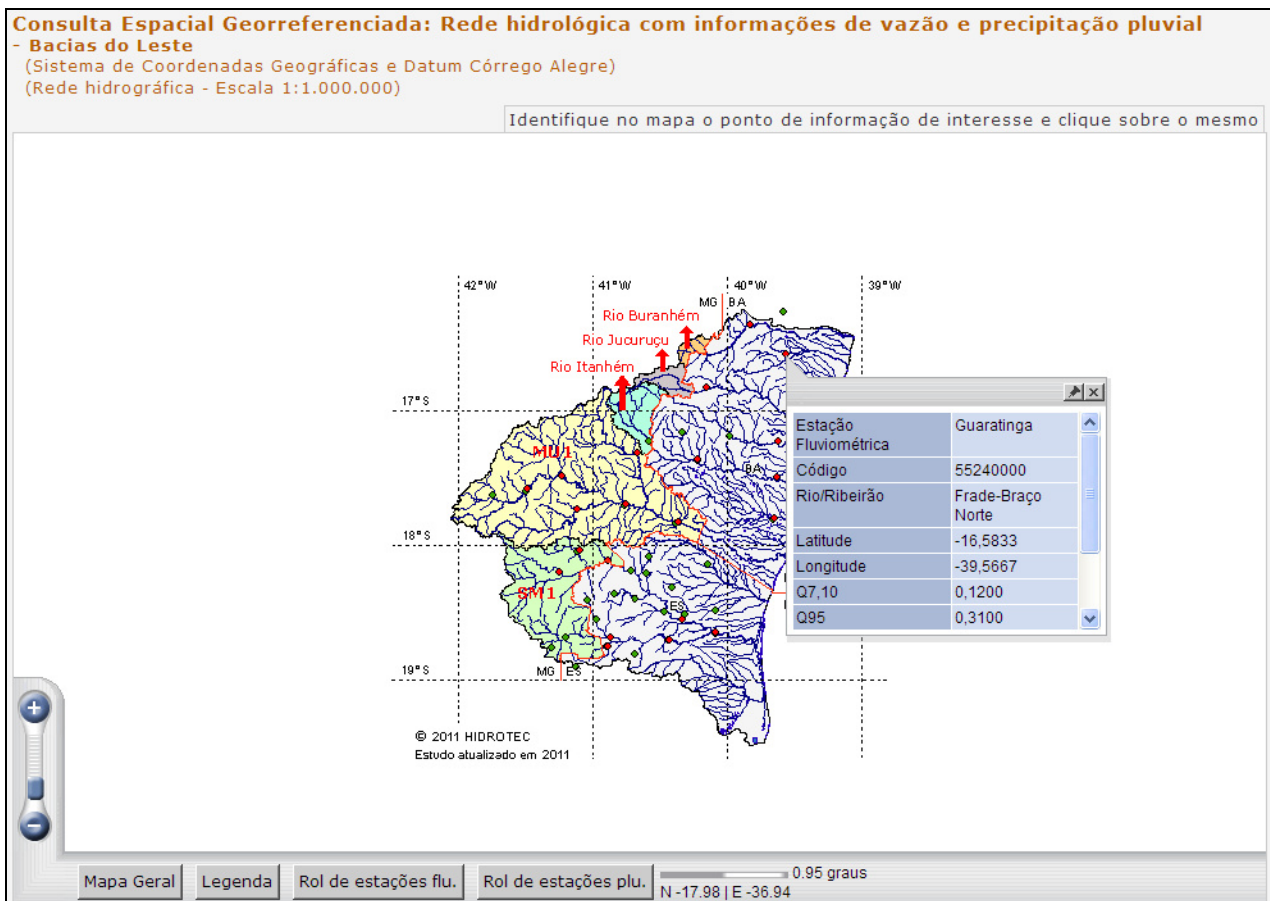 Consulta Espacial Georreferenciada: Rede hidrológica com informações de vazão e precipitação pluvial
- Bacias do Leste
(Sistema de Coordenadas Geográficas e Datum Córrego Alegre)
(Rede hidrográfica - Escala 1:1.000.000)
Identifique no mapa o ponto de informação de interesse e clique sobre o mesmo
42°W 41°W 40°W 39°W
MG BA
Rio Buranhém
Rio Jucuruçu
Rio Itanhém
17°S
MU1
BA
18°S
SM1
ES
19°S
MG ES
© 2011 HIDROTEC
Estudo atualizado em 2011
Estação Fluviométrica Guaratinga
Código 55240000
Rio/Ribeirão Frade-Braço Norte
Latitude -16,5833
Longitude -39,5667
Q7,10 0,1200
Q95 0,3100
Mapa Geral Legenda Rol de estações flu. Rol de estações plu. 0.95 graus
N -17.98 | E -36.94